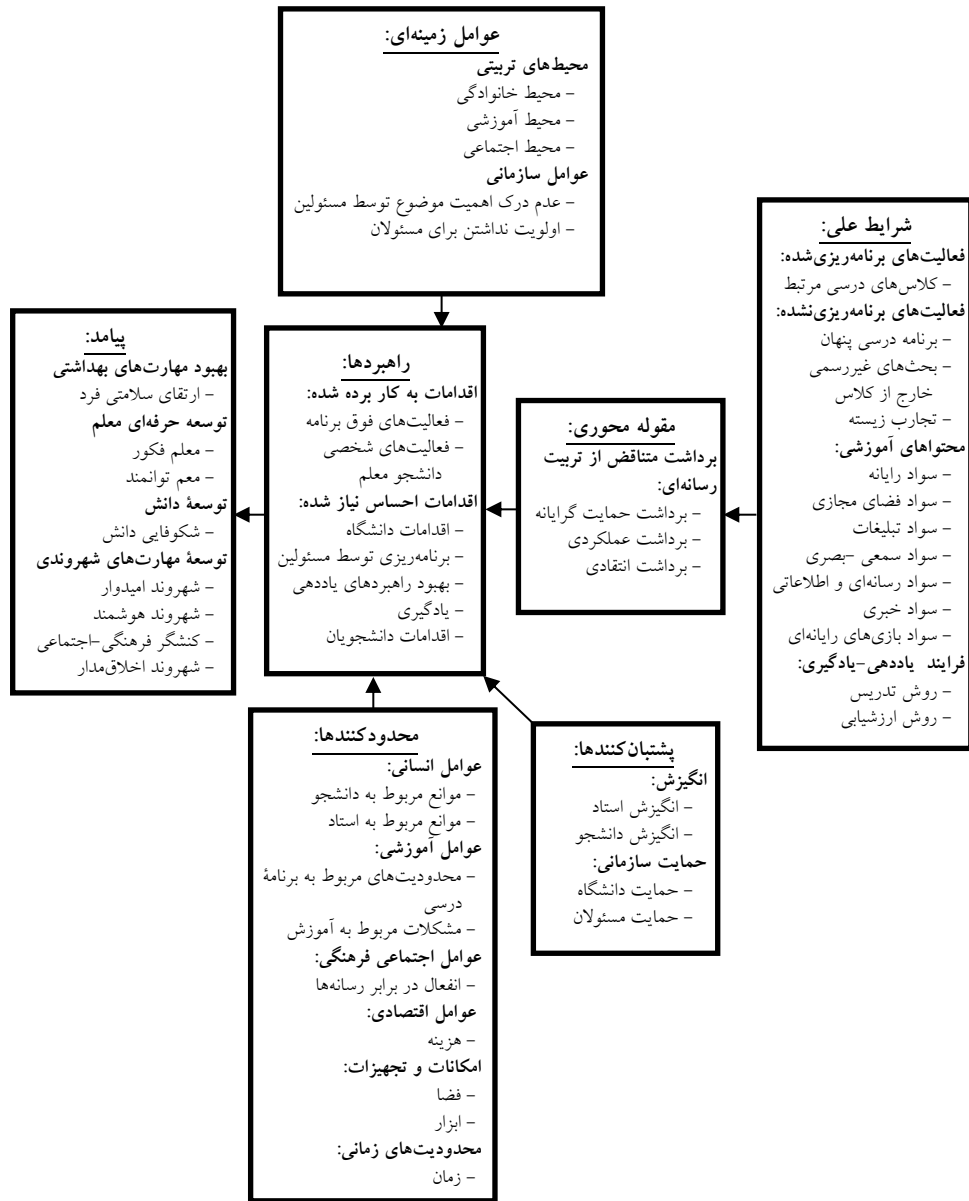 عوامل زمینه‌ای:
محیط‌های تربیتی
- محیط خانوادگی
- محیط آموزشی
- محیط اجتماعی
عوامل سازمانی
- عدم درک اهمیت موضوع توسط مسئولین
- اولویت نداشتن برای مسئولان
شرایط علی:
فعالیت‌های برنامه‌ریزی‌شده:
- کلاس‌های درسی مرتبط
فعالیت‌های برنامه‌ریزی‌نشده:
- برنامه درسی پنهان
- بحث‌های غیررسمی
خارج از کلاس
- تجارب زیسته
محتواهای آموزشی:
- سواد رایانه
- سواد فضای مجازی
- سواد تبلیغات
- سواد سمعی -بصری
- سواد رسانه‌ای و اطلاعاتی
- سواد خبری
- سواد بازی‌های رایانه‌ای
فرایند یاددهی-یادگیری:
- روش تدریس
- روش ارزشیابی
مقوله محوری:
برداشت متناقض از تربیت
رسانه‌ای:
- برداشت حمایت گرایانه
- برداشت عملکردی
- برداشت انتقادی
راهبردها:
اقدامات به کار برده شده:
- فعالیت‌های فوق برنامه
- فعالیت‌های شخصی
دانشجو معلم
اقدامات احساس نیاز شده:
- اقدامات دانشگاه
- برنامه‌ریزی توسط مسئولین
- بهبود راهبردهای یاددهی
- یادگیری
- اقدامات دانشجویان
پیامد:
بهبود مهارت‌های بهداشتی
- ارتقای سلامتی فرد
توسعه حرفه‌ای معلم
- معلم فکور
- معم توانمند
توسعۀ دانش
- شکوفایی دانش
توسعۀ مهارت‌های شهروندی
- شهروند امیدوار
- شهروند هوشمند
- کنشگر فرهنگی-اجتماعی
- شهروند اخلاق‌مدار
محدودکنندها:
عوامل انسانی:
- موانع مربوط به دانشجو
- موانع مربوط به استاد
عوامل آموزشی:
- محدودیت‌های مربوط به برنامۀ
درسی
- مشکلات مربوط به آموزش
عوامل اجتماعی فرهنگی:
- انفعال در برابر رسانه‌ها
عوامل اقتصادی:
- هزینه
امکانات و تجهیزات:
- فضا
- ابزار
محدودیت‌های زمانی:
- زمان
پشتبان‌کنندها:
انگیزش:
- انگیزش استاد
- انگیزش دانشجو
حمایت سازمانی:
- حمایت دانشگاه
- حمایت مسئولان